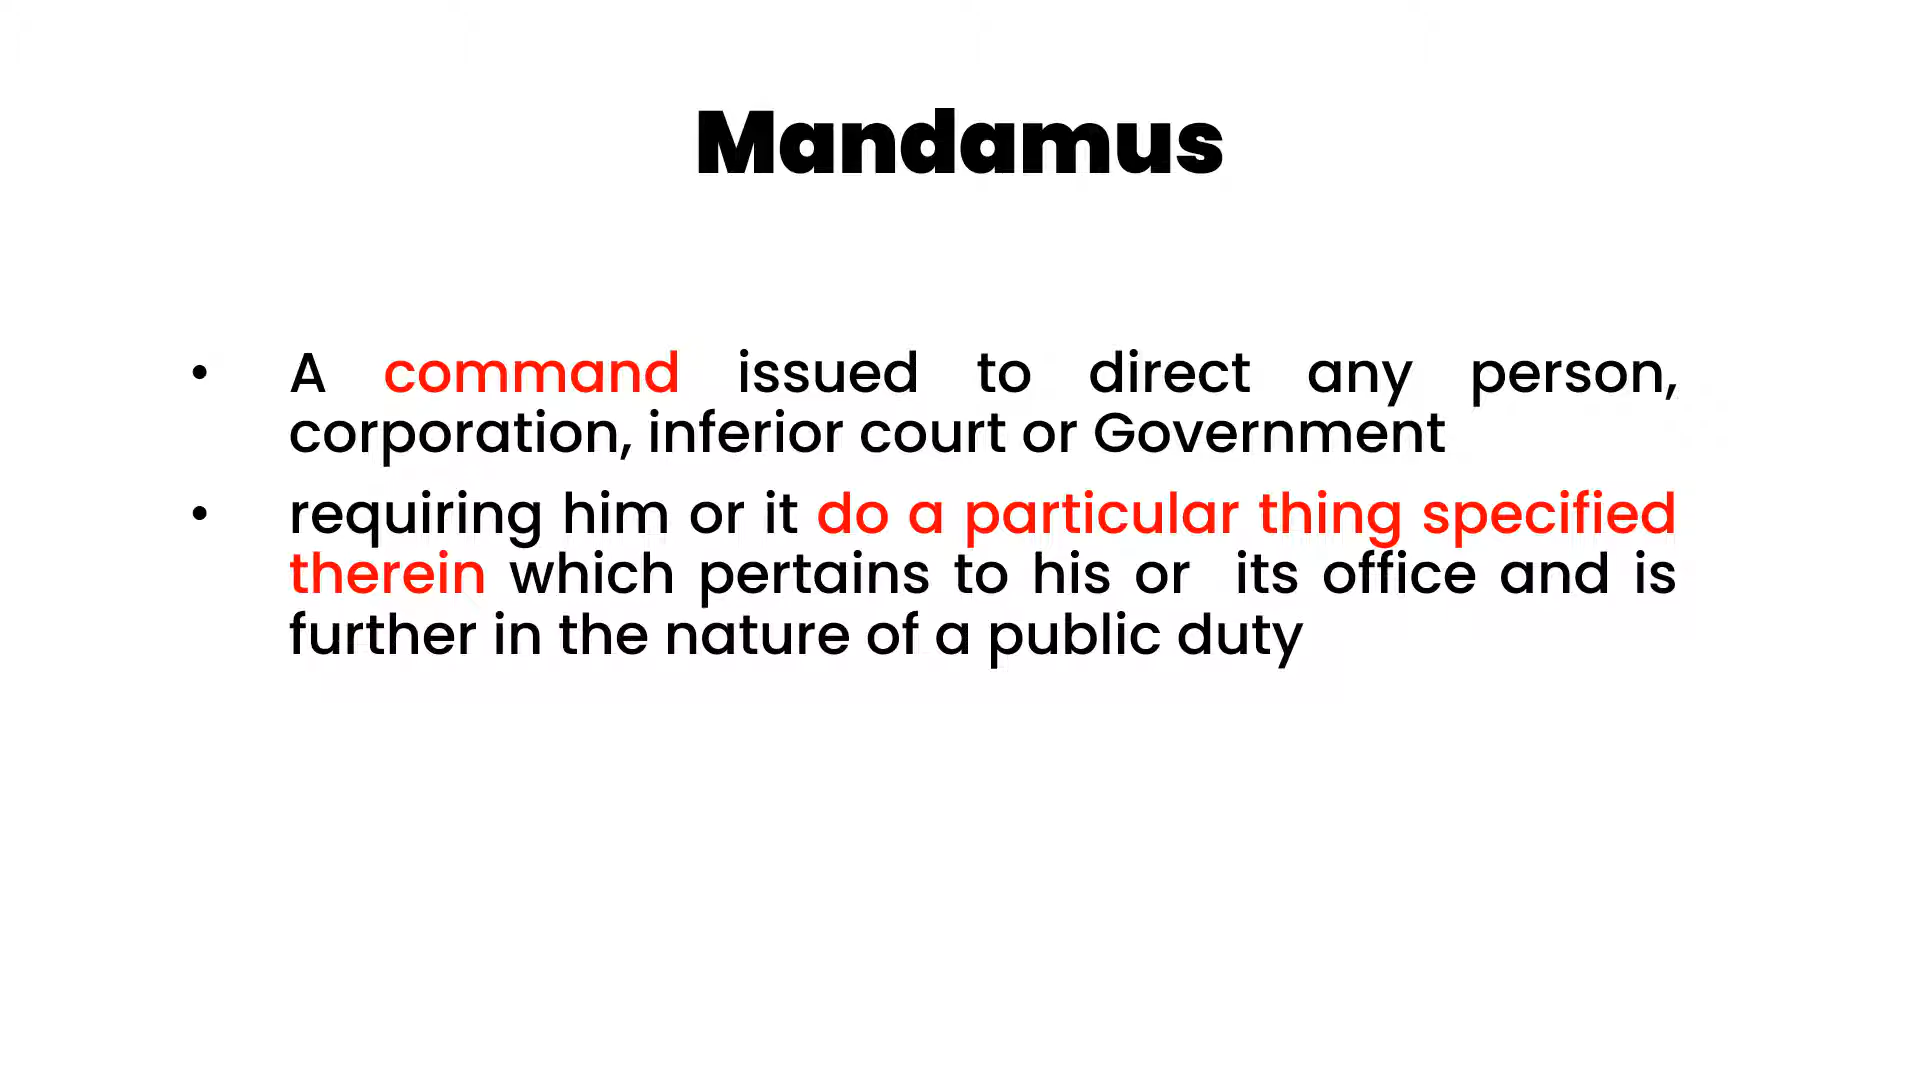 Mandamus
• A command issued to direct any person,
corporation, inferior court or Government
• requiring him or it do a particular thing specified
therein which pertains to his or its office and is
further in the nature of a public duty